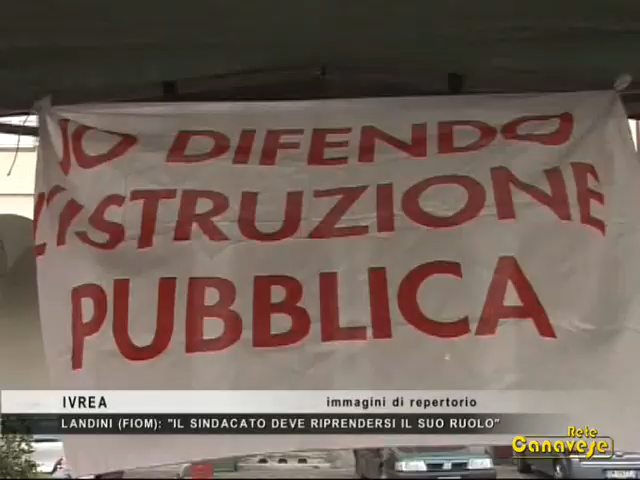 IO DIFENDO
L'ISTRUZIONE
PUBBLICA
IVREA
immagini di repertorio
LANDINI (FIOM): "IL SINDACATO DEVE RIPRENDERSI IL SUO RUOLO"
Rete
Canavese